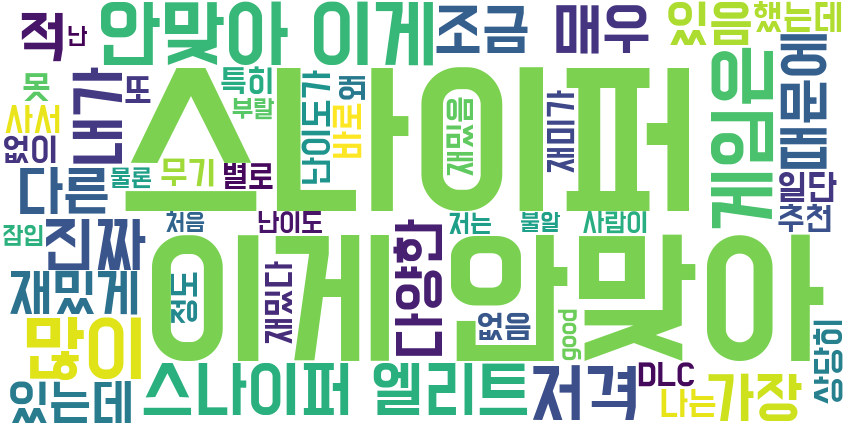 적
난
안맞아 이게
조금
매우
있음
했는데
못
내가
또
특히
부랄
스나이퍼
난이도가
왜
바로
재밌음
재미가
게임은
때문에
사서
없이
다른
물론
무기
별로
일단
추천
잠입
진짜
처음
난이도
다양한
저는
불알
사람이
재밌게
정도
이게
재밌다
안맞아
없음
good
상당히
많이
있는데
스나이퍼 엘리트
저격
DLC
나는
가장